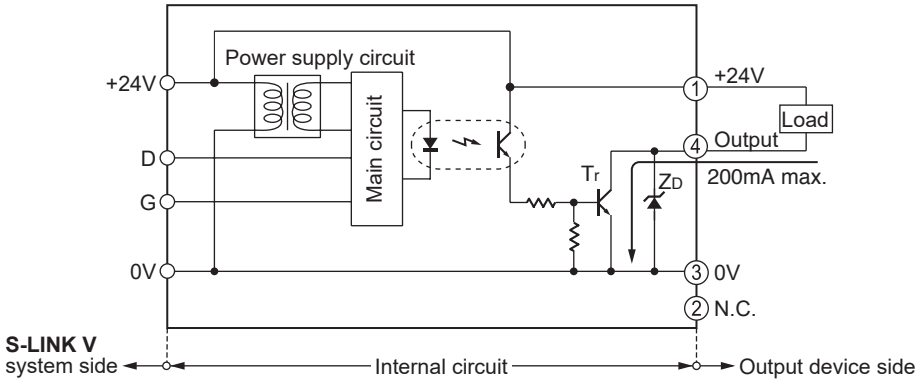 Power supply circuit
+24V
D
G
0V
Main circuit
Tr
ZD
1
+24V
Load
4
Output
200mA max.
3
0V
2
N.C.
S-LINK V
system side
Internal circuit
Output device side